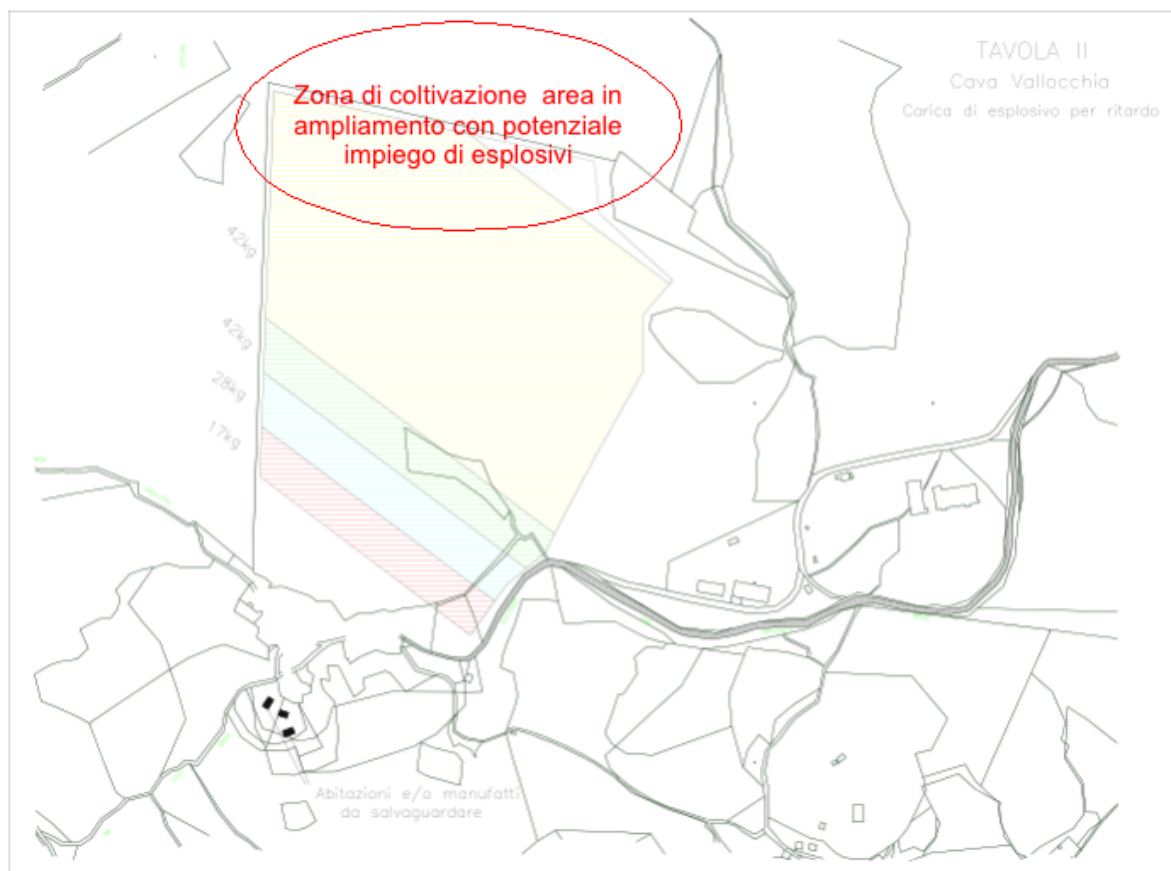 TAVOLA II
Cava Vallocchia
Carica di esplosivo per ritardo
Zona di coltivazione area in
ampliamento con potenziale
impiego di esplosivi
42kg
42kg
28kg
17kg
Abitazioni e/o manufatti
da salvaguardare